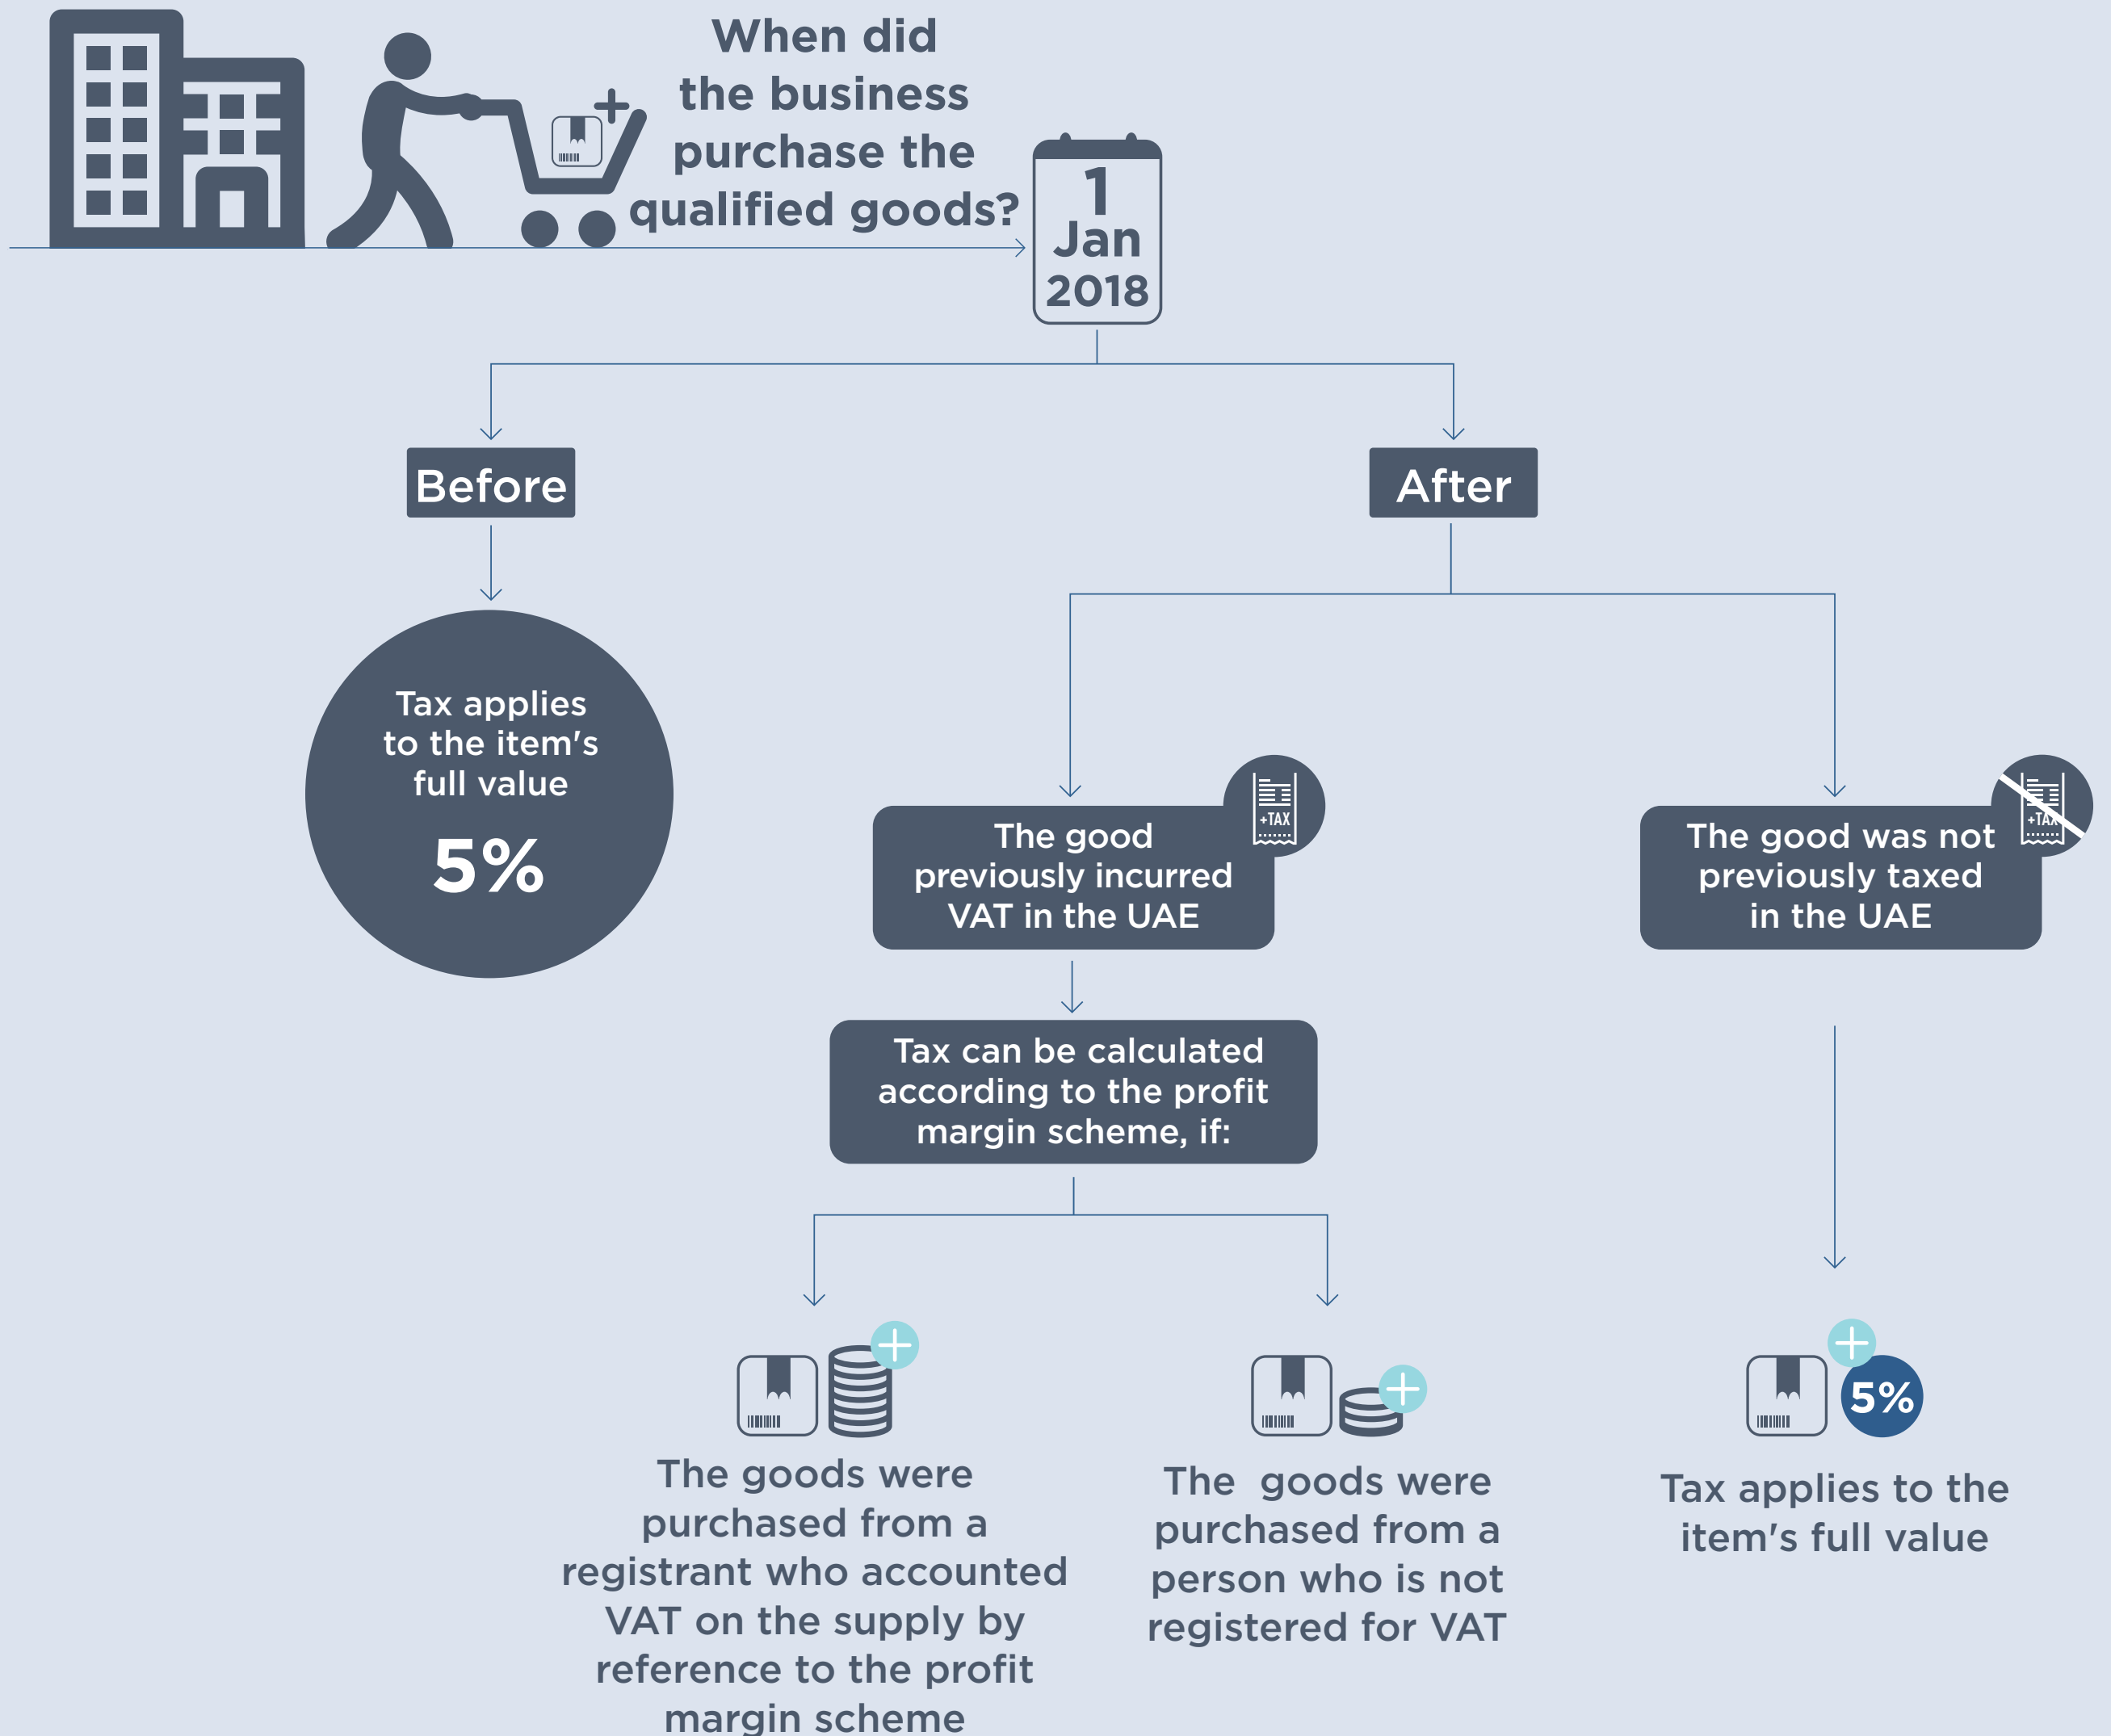 When did
the business
purchase the
qualified goods?
1
Jan
2018
Before
After
Tax applies
to the item's
full value
5%
The good
previously incurred
VAT in the UAE
+TAX
The good was not
previously taxed
in the UAE
+TAX
Tax can be calculated
according to the profit
margin scheme, if:
The goods were
purchased from a
registrant who accounted
VAT on the supply by
reference to the profit
margin scheme
The goods were
purchased from a
person who is not
registered for VAT
5%
Tax applies to the
item's full value